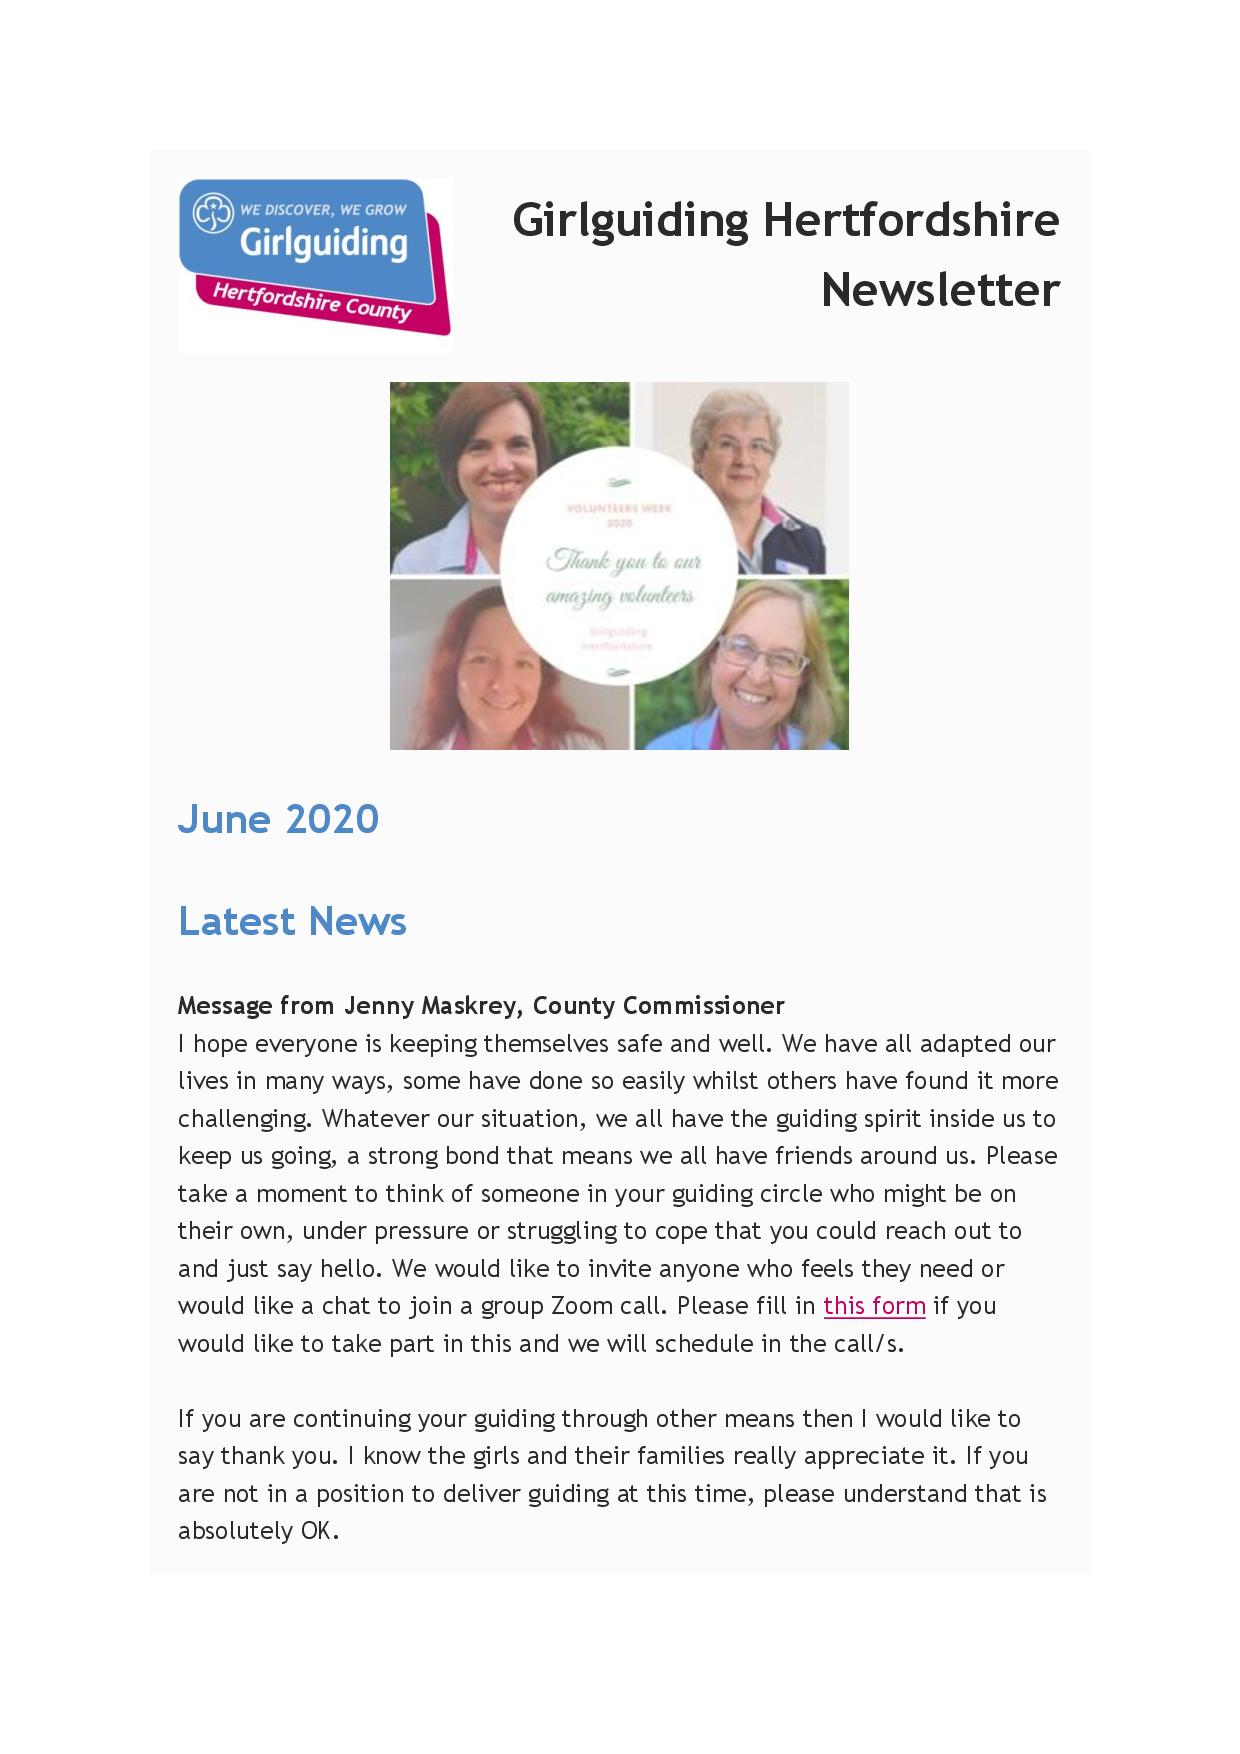 WE DISCOVER, WE GROW
Girlguiding
Hertfordshire County
Girlguiding Hertfordshire
Newsletter
VOLUNTEERS WEEK
2020
Thank you to our
amazing volunteers
Girlguiding
Hertfordshire
June 2020
Latest News
Message from Jenny Maskrey, County Commissioner
I hope everyone is keeping themselves safe and well. We have all adapted our
lives in many ways, some have done so easily whilst others have found it more
challenging. Whatever our situation, we all have the guiding spirit inside us to
keep us going, a strong bond that means we all have friends around us. Please
take a moment to think of someone in your guiding circle who might be on
their own, under pressure or struggling to cope that you could reach out to
and just say hello. We would like to invite anyone who feels they need or
would like a chat to join a group Zoom call. Please fill in this form if you
would like to take part in this and we will schedule in the call/s.
If you are continuing your guiding through other means then I would like to
say thank you. I know the girls and their families really appreciate it. If you
are not in a position to deliver guiding at this time, please understand that is
absolutely OK.